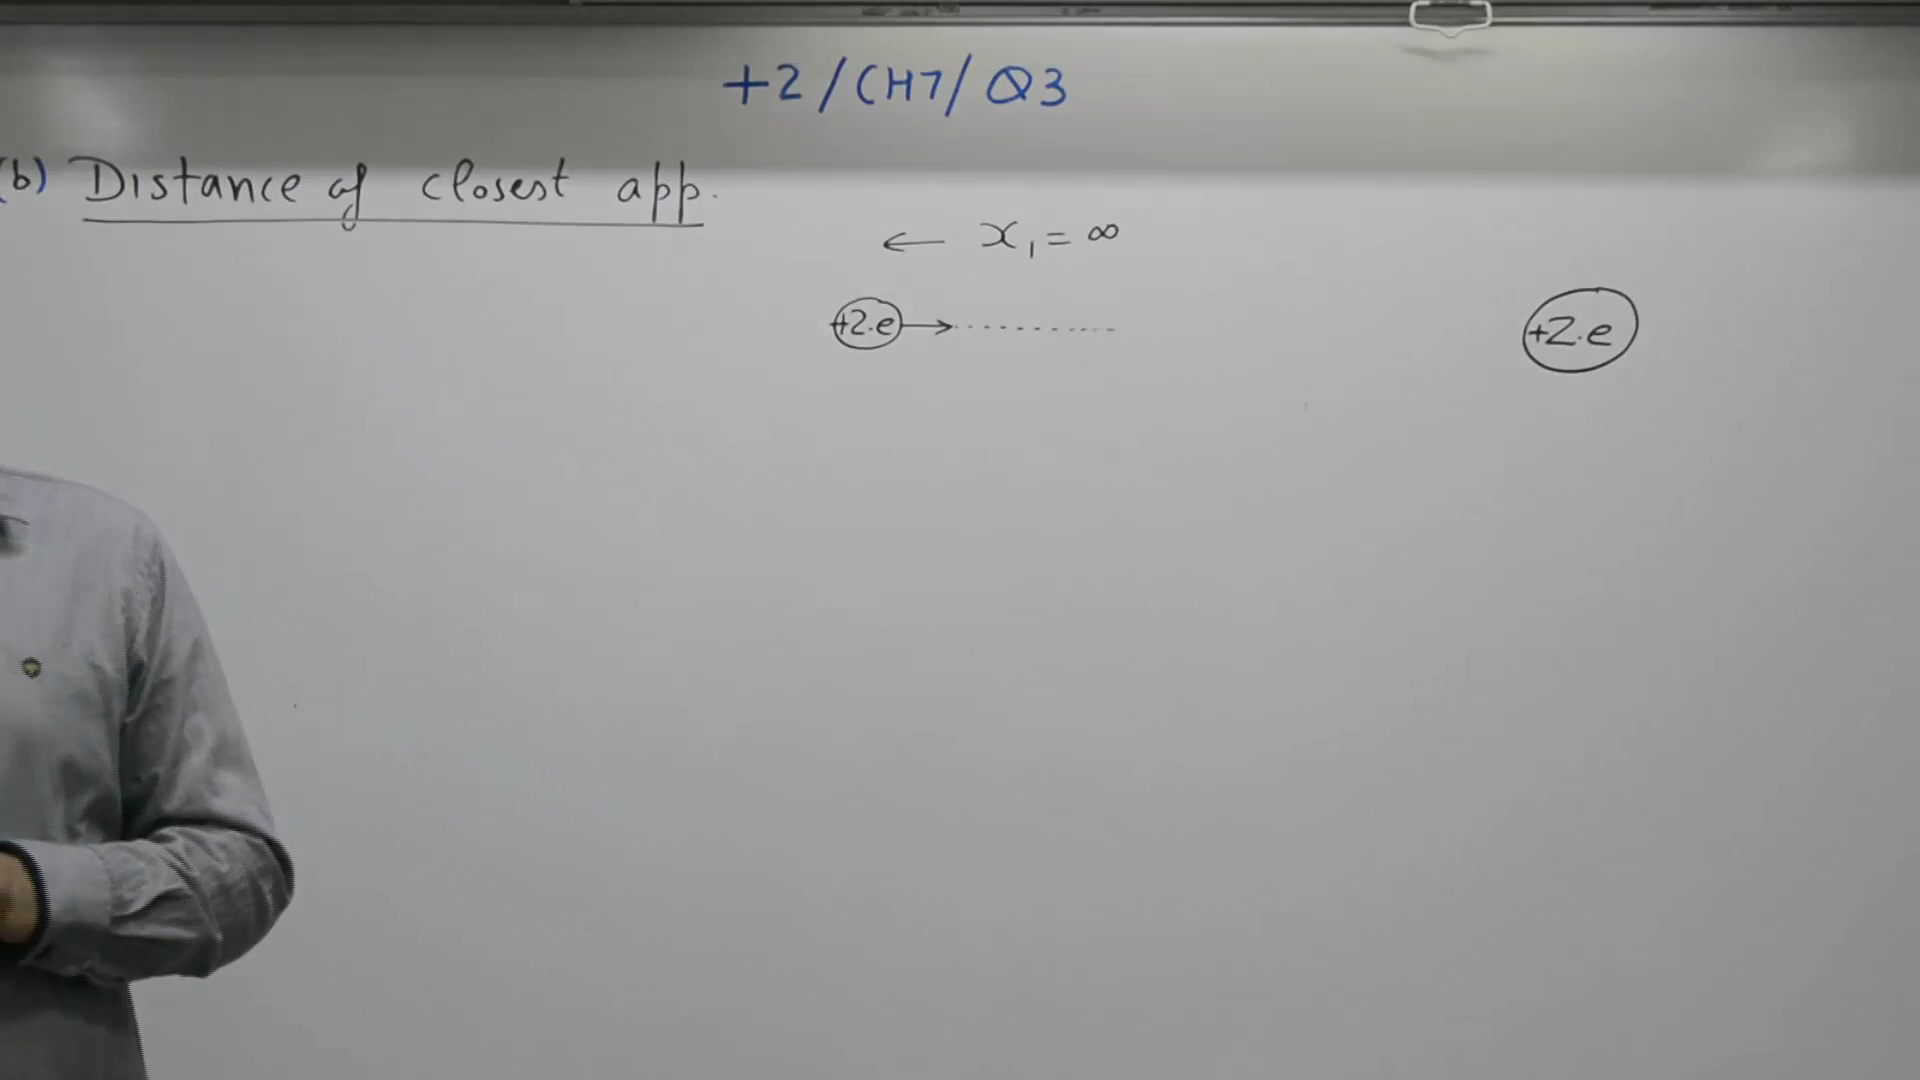 +2/CH7/Q3
(b) Distance of closest app.
← x₁ = ∞
+2.e
+Z.e